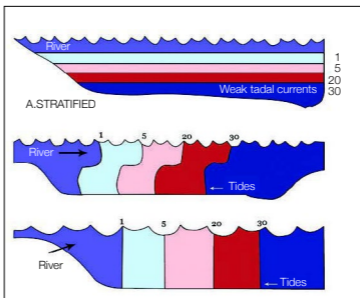 River
1
5
20
Weak tadal currents 30
A.STRATIFIED
1 5 20 30
River
Tides
1 5 20 30
River
Tides